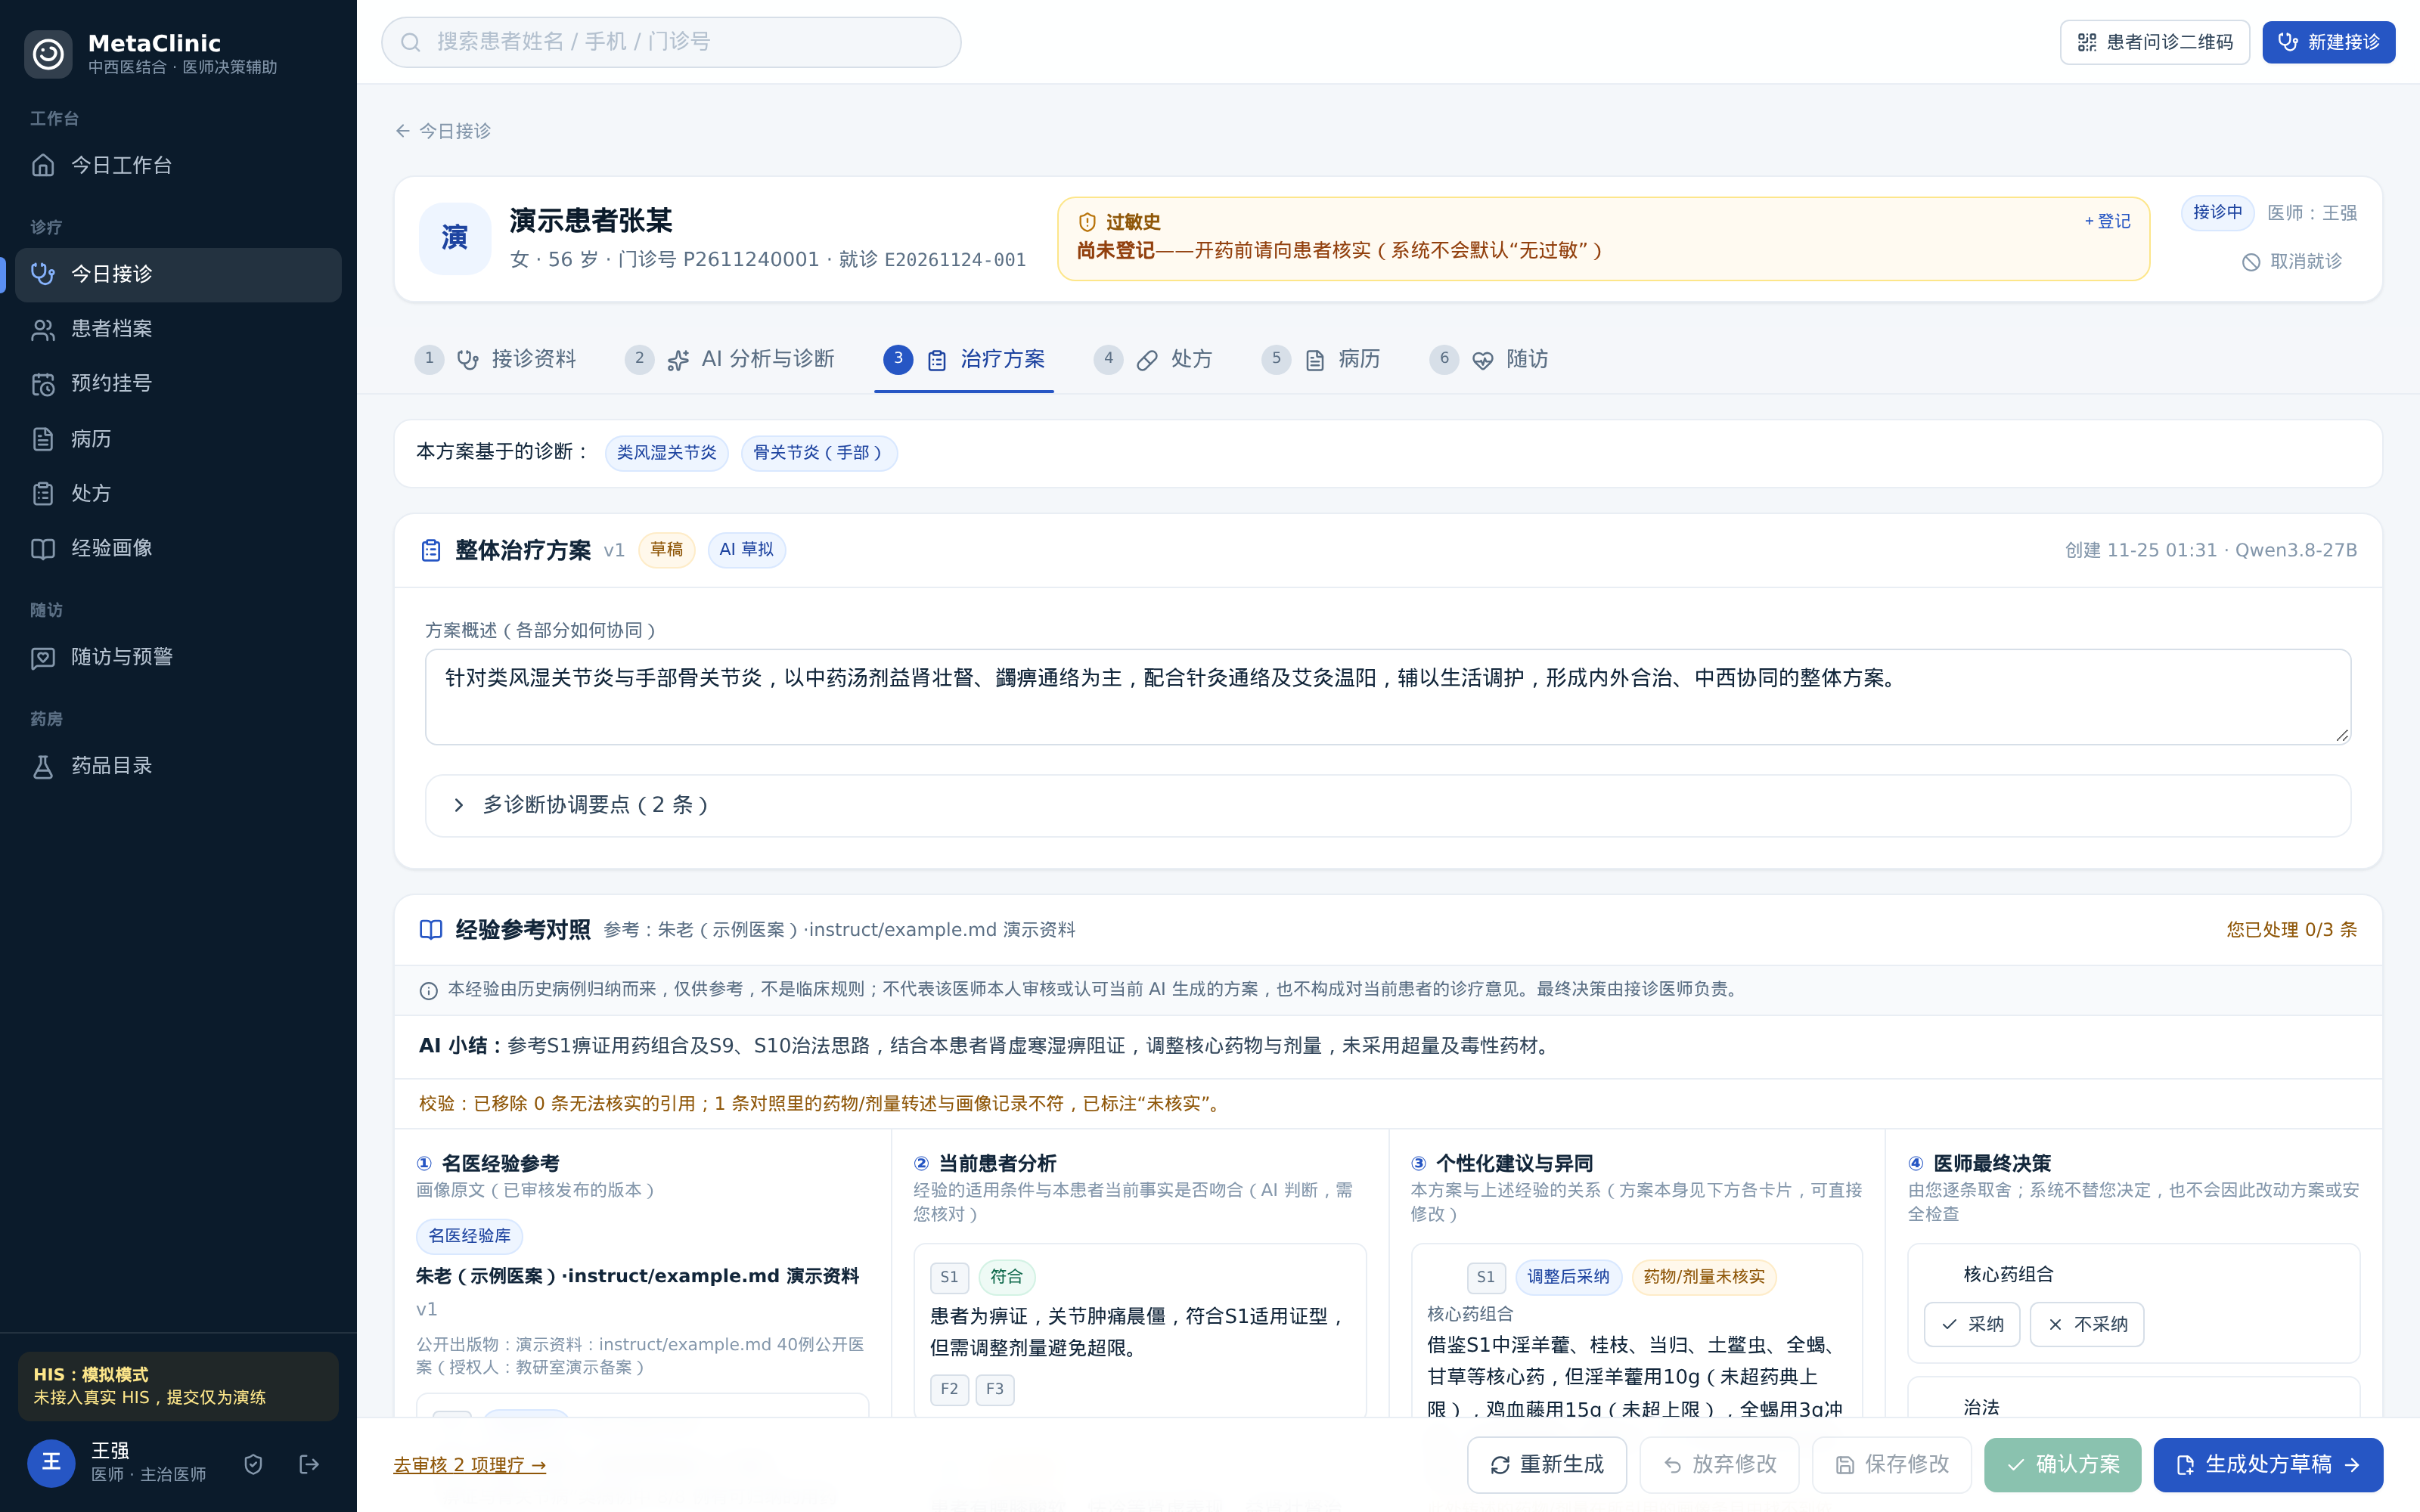 MetaClinic
中西医结合 · 医师决策辅助
工作台
今日工作台
诊疗
今日接诊
患者档案
预约挂号
病历
处方
经验画像
随访
随访与预警
药房
药品目录
HIS：模拟模式
未接入真实 HIS，提交仅为演练
王
王强
医师 · 主治医师
搜索患者姓名 / 手机 / 门诊号
患者问诊二维码
新建接诊
← 今日接诊
演
演示患者张某
女 · 56 岁 · 门诊号 P2611240001 · 就诊 E20261124-001
过敏史
+ 登记
尚未登记——开药前请向患者核实（系统不会默认“无过敏”）
接诊中
医师：王强
取消就诊
1 接诊资料
2 AI 分析与诊断
3 治疗方案
4 处方
5 病历
6 随访
本方案基于的诊断：
类风湿关节炎
骨关节炎（手部）
整体治疗方案 v1 草稿 AI 草拟
创建 11-25 01:31 · Qwen3.8-27B
方案概述（各部分如何协同）
针对类风湿关节炎与手部骨关节炎，以中药汤剂益肾壮督、蠲痹通络为主，配合针灸通络及艾灸温阳，辅以生活调护，形成内外合治、中西协同的整体方案。
多诊断协调要点（2 条）
经验参考对照 参考：朱老（示例医案）·instruct/example.md 演示资料
您已处理 0/3 条
本经验由历史病例归纳而来，仅供参考，不是临床规则；不代表该医师本人审核或认可当前 AI 生成的方案，也不构成对当前患者的诊疗意见。最终决策由接诊医师负责。
AI 小结：参考S1痹证用药组合及S9、S10治法思路，结合本患者肾虚寒湿痹阻证，调整核心药物与剂量，未采用超量及毒性药材。
校验：已移除 0 条无法核实的引用；1 条对照里的药物/剂量转述与画像记录不符，已标注“未核实”。
① 名医经验参考
画像原文（已审核发布的版本）
名医经验库
朱老（示例医案）·instruct/example.md 演示资料
v1
公开出版物：演示资料：instruct/example.md 40例公开医
案（授权人：教研室演示备案）
② 当前患者分析
经验的适用条件与本患者当前事实是否吻合（AI 判断，需
您核对）
S1 符合
患者为痹证，关节肿痛晨僵，符合S1适用证型，
但需调整剂量避免超限。
F2 F3
③ 个性化建议与异同
本方案与上述经验的关系（方案本身见下方各卡片，可直接
修改）
S1 调整后采纳 药物/剂量未核实
核心药组合
借鉴S1中淫羊藿、桂枝、当归、土鳖虫、全蝎、
甘草等核心药，但淫羊藿用10g（未超药典上
限），鸡血藤用15g（未超上限），全蝎用3g冲
④ 医师最终决策
由您逐条取舍；系统不替您决定，也不会因此改动方案或安
全检查
核心药组合
采纳
不采纳
治法
去审核 2 项理疗 →
重新生成
放弃修改
保存修改
确认方案
生成处方草稿 →